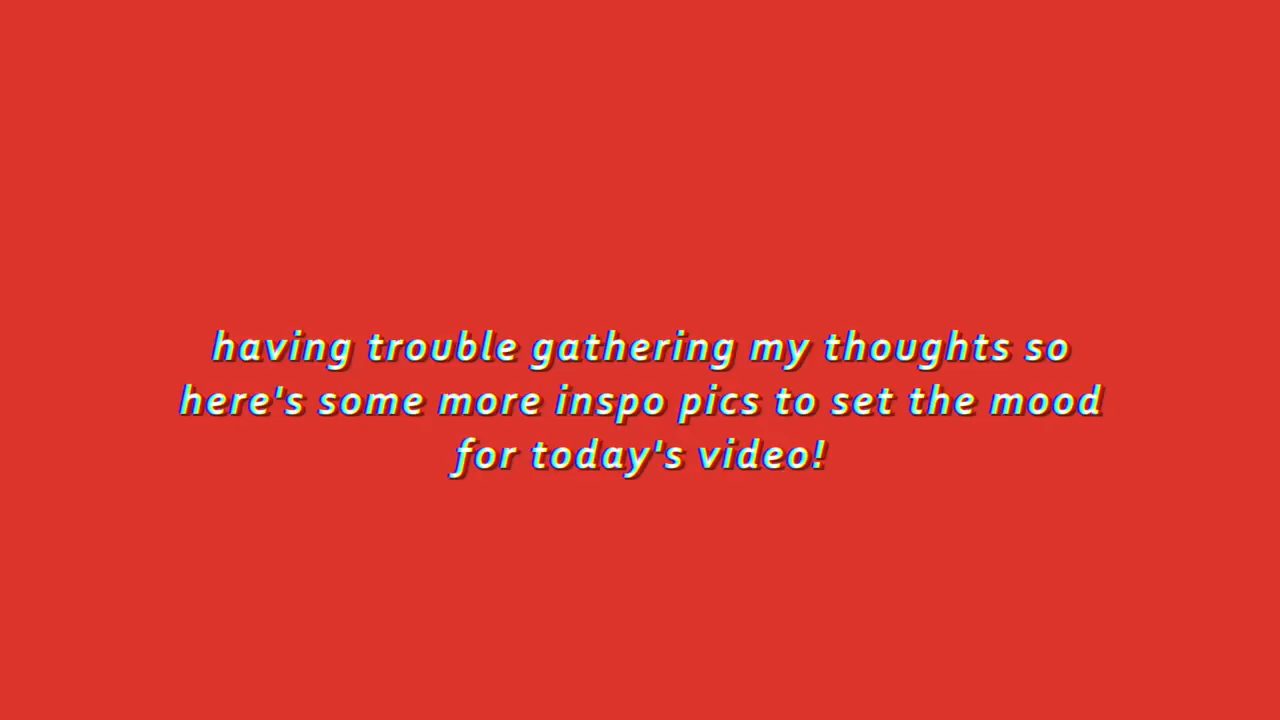 having trouble gathering my thoughts so
here's some more inspo pics to set the mood
for today's video!